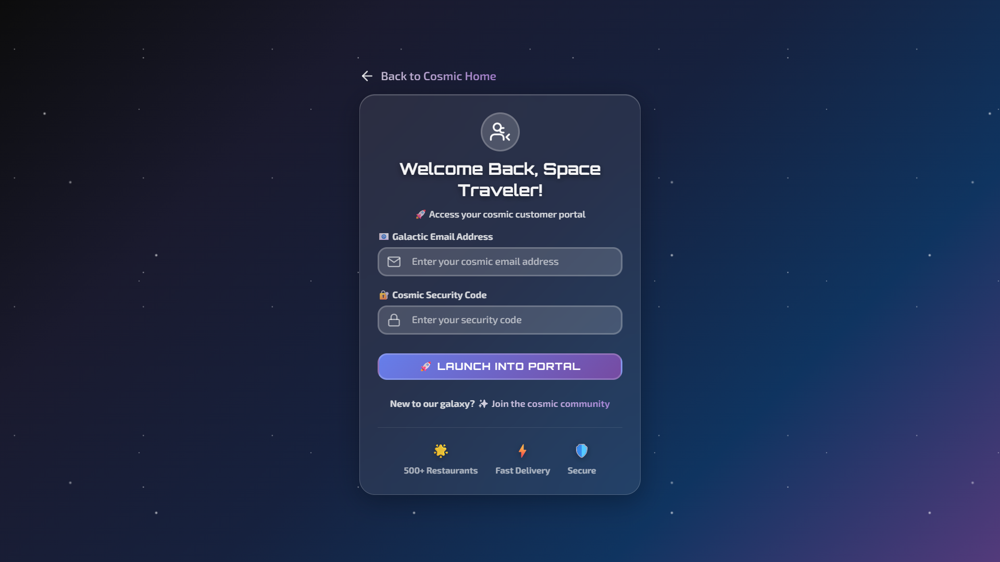 Back to Cosmic Home
Welcome Back, Space
Traveler!
🚀 Access your cosmic customer portal
📧 Galactic Email Address
Enter your cosmic email address
🔐 Cosmic Security Code
Enter your security code
🚀 LAUNCH INTO PORTAL
New to our galaxy? ✨ Join the cosmic community
500+ Restaurants
Fast Delivery
Secure